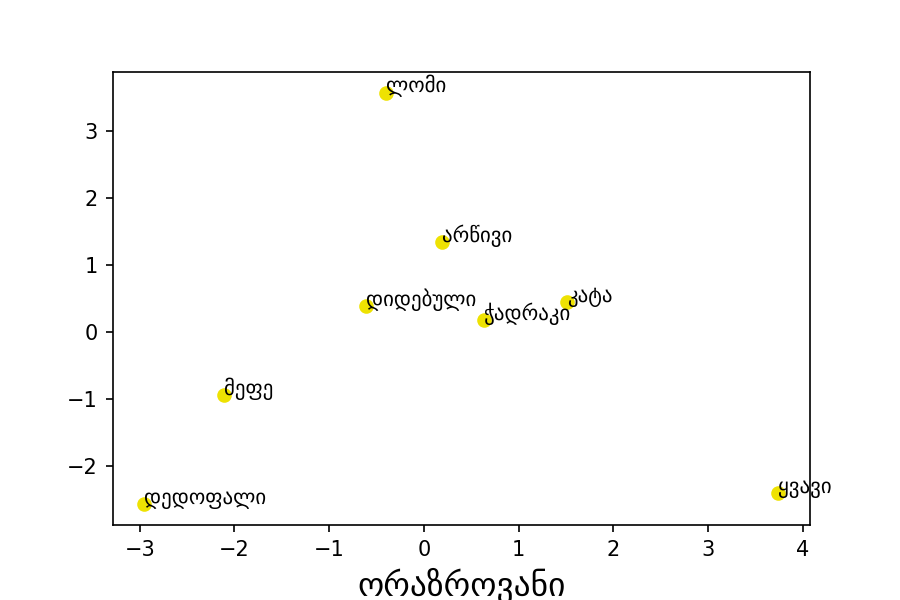 ლომი
3
2
არწივი
1
დიდებული
კატა
ჭადრაკი
0
მეფე
−1
−2
ყვავი
დედოფალი
−3 −2 −1 0 1 2 3 4
ორაზროვანი